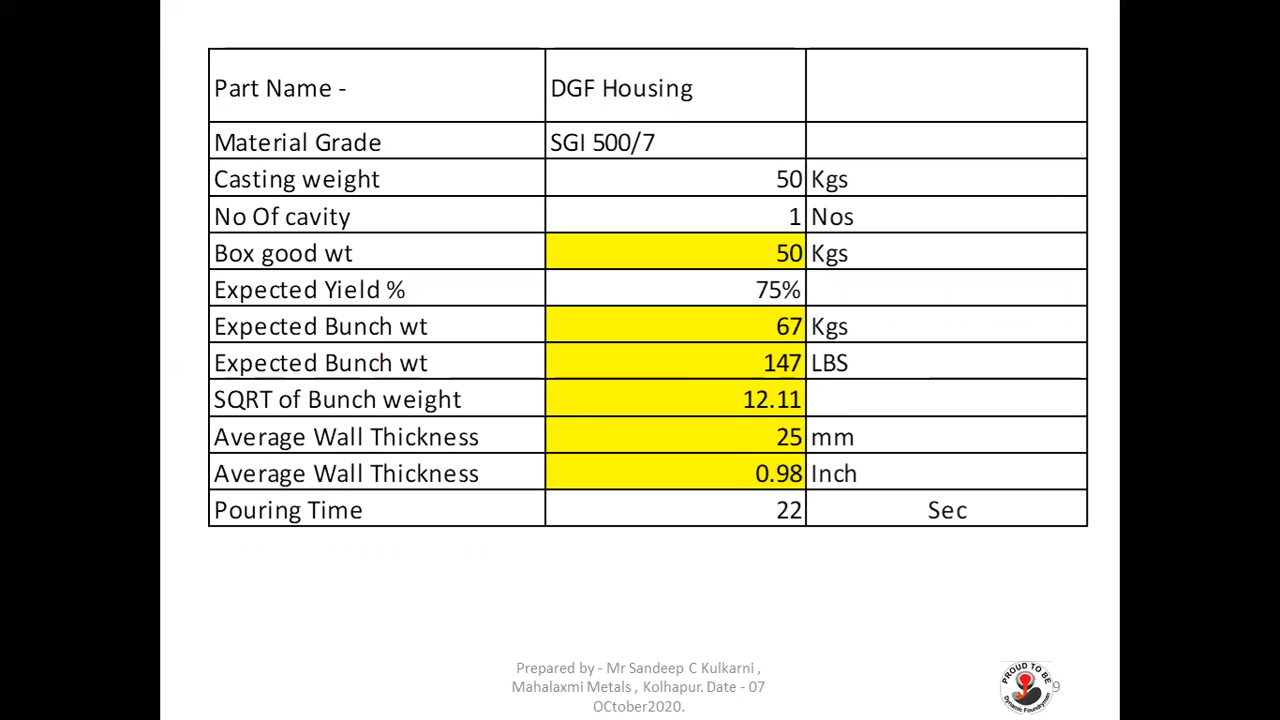 Part Name - DGF Housing
Material Grade SGI 500/7
Casting weight 50 Kgs
No Of cavity 1 Nos
Box good wt 50 Kgs
Expected Yield % 75%
Expected Bunch wt 67 Kgs
Expected Bunch wt 147 LBS
SQRT of Bunch weight 12.11
Average Wall Thickness 25 mm
Average Wall Thickness 0.98 Inch
Pouring Time 22 Sec
Prepared by - Mr Sandeep C Kulkarni ,
Mahalaxmi Metals , Kolhapur. Date - 07
OCtober2020.
PROUD TO BE
Dynamic Foundrymen
9